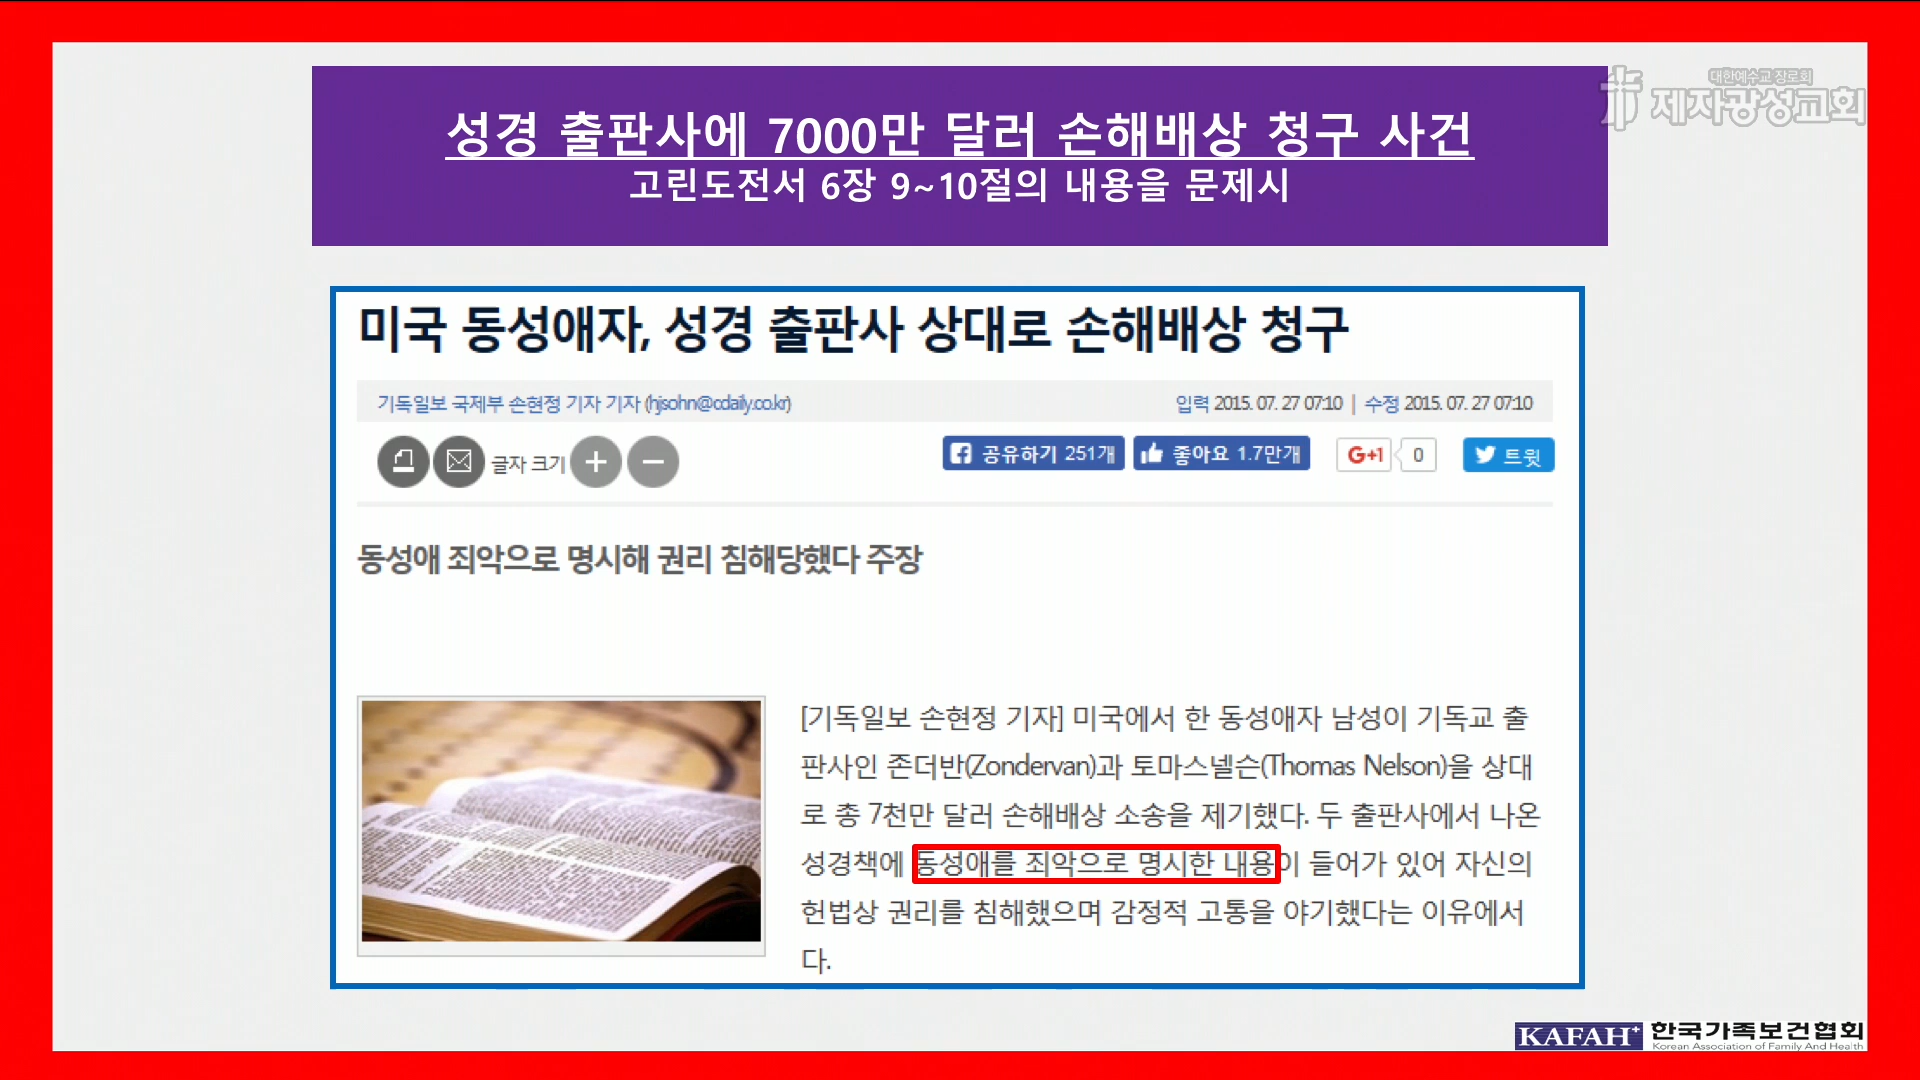 대한예수교 장로회
제자광성교회
성경 출판사에 7000만 달러 손해배상 청구 사건
고린도전서 6장 9~10절의 내용을 문제시
미국 동성애자, 성경 출판사 상대로 손해배상 청구
기독일보 국제부 손현정 기자 기자 (hjsohn@cdaily.co.kr) 입력 2015. 07. 27 07:10 | 수정 2015. 07. 27 07:10
글자 크기 + − 공유하기 251개 좋아요 1.7만개 G+1 0 트윗
동성애 죄악으로 명시해 권리 침해당했다 주장
[기독일보 손현정 기자] 미국에서 한 동성애자 남성이 기독교 출
판사인 존더반(Zondervan)과 토마스넬슨(Thomas Nelson)을 상대
로 총 7천만 달러 손해배상 소송을 제기했다. 두 출판사에서 나온
성경책에 동성애를 죄악으로 명시한 내용이 들어가 있어 자신의
헌법상 권리를 침해했으며 감정적 고통을 야기했다는 이유에서
다.
KAFAH+ 한국가족보건협회
Korean Association of Family And Health